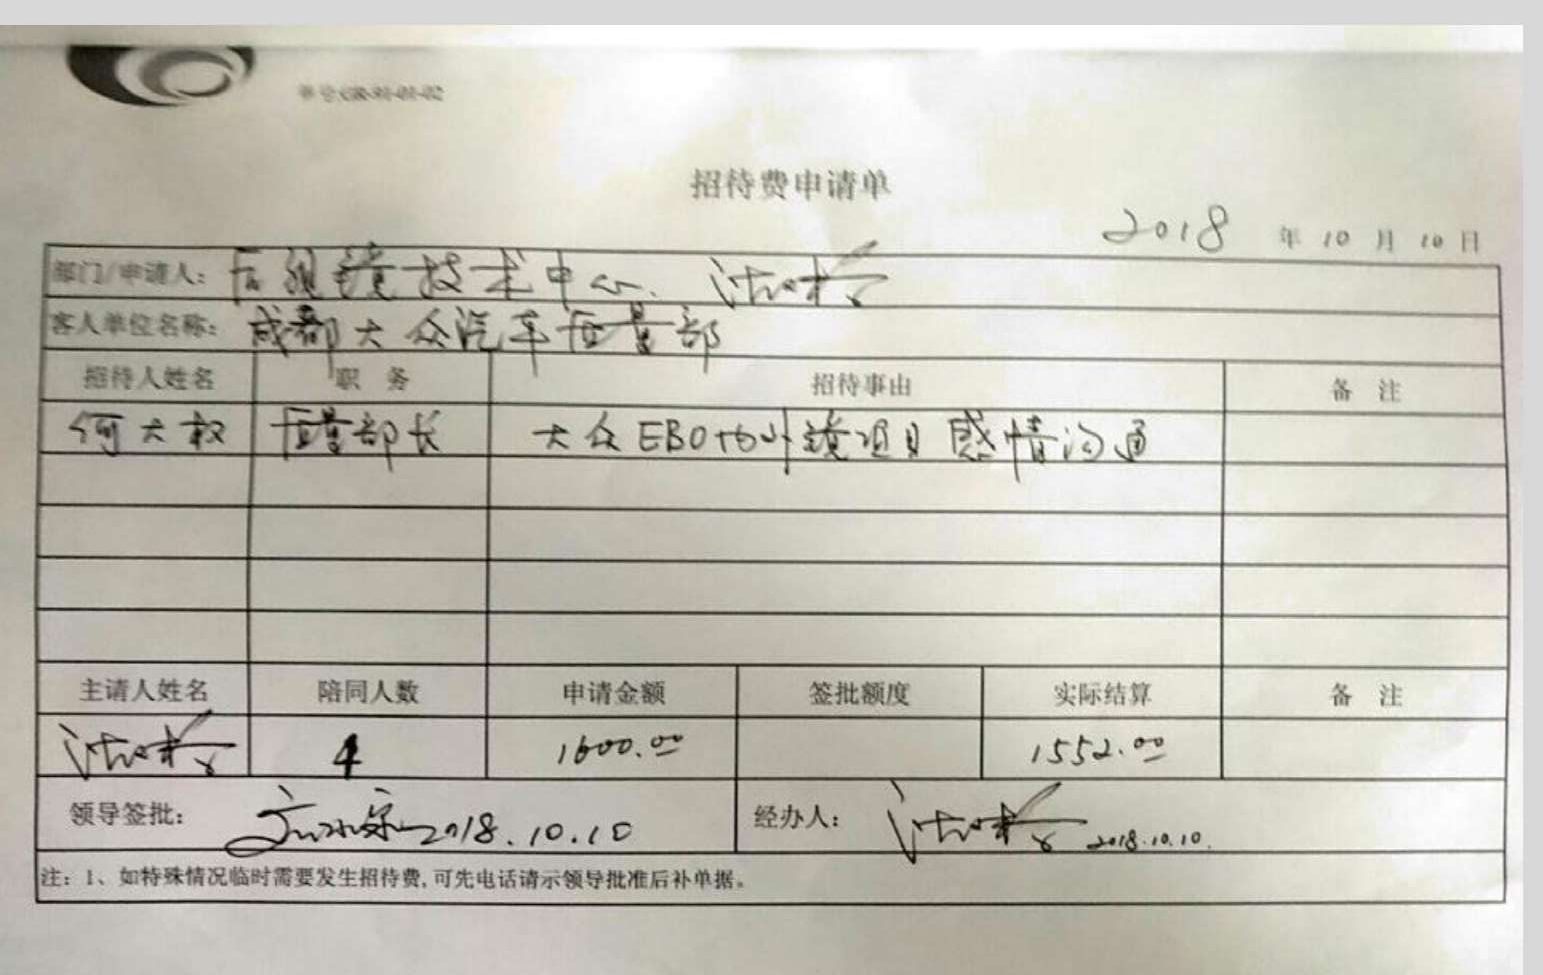 单号:GR-81-01-02
招待费申请单
2018 年 10 月 10 日
部门/申请人: 后视镜技术中心.
客人单位名称: 成都大众汽车质量部
招待人姓名 职 务 招待事由 备 注
何大权 质量部长 大众EBO内外镜项目感情沟通
主请人姓名 陪同人数 申请金额 签批额度 实际结算 备 注
4 1600.00 1552.00
领导签批: 2018.10.10 经办人: 2018.10.10.
注: 1、如特殊情况临时需要发生招待费,可先电话请示领导批准后补单据。